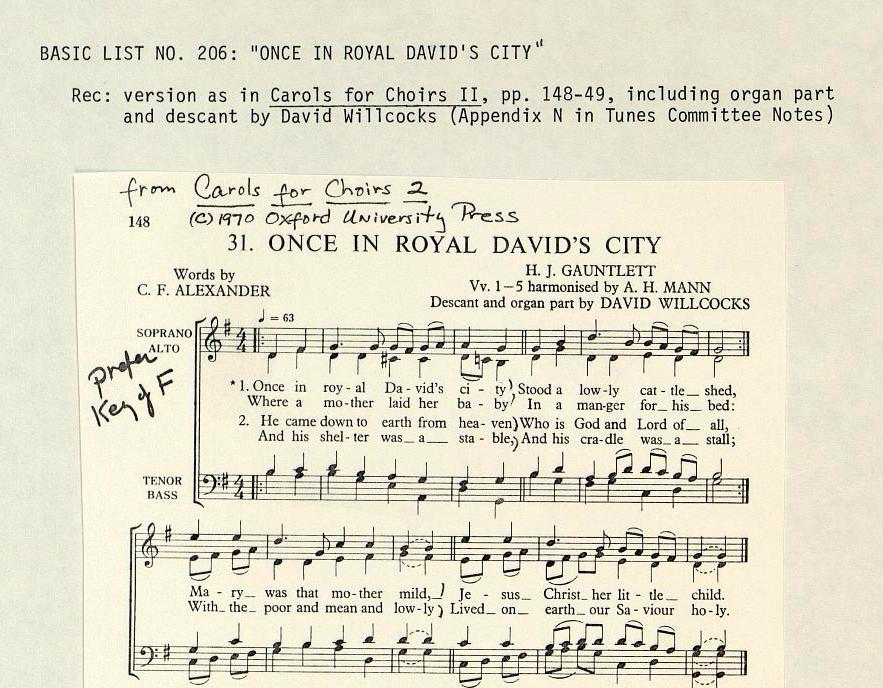 BASIC LIST NO. 206: "ONCE IN ROYAL DAVID'S CITY"
Rec: version as in Carols for Choirs II, pp. 148-49, including organ part
and descant by David Willcocks (Appendix N in Tunes Committee Notes)
from Carols for Choirs 2
148 (C) 1970 Oxford University Press
31. ONCE IN ROYAL DAVID'S CITY
Words by
C. F. ALEXANDER
H. J. GAUNTLETT
Vv. 1–5 harmonised by A. H. MANN
Descant and organ part by DAVID WILLCOCKS
♩ = 63
SOPRANO
ALTO
prefer
Key of F
*1. Once in roy - al Da - vid's ci - ty Stood a low - ly cat - tle shed,
Where a mo - ther laid her ba - by In a man - ger for his bed:
2. He came down to earth from hea - ven Who is God and Lord of all,
And his shel - ter was a sta - ble, And his cra - dle was a stall;
TENOR
BASS
Ma - ry was that mo - ther mild, Je - sus Christ her lit - tle child.
With the poor and mean and low - ly Lived on earth our Sa - viour ho - ly.